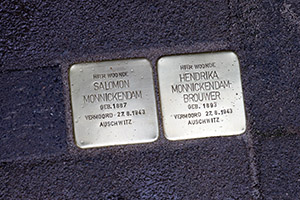 HIER WOONDE
SALOMON
MONNICKENDAM
GEB. 1887
VERMOORD 27.8.1943
AUSCHWITZ
HIER WOONDE
HENDRIKA
MONNICKENDAM-
BROUWER
GEB. 1893
VERMOORD 27.8.1943
AUSCHWITZ